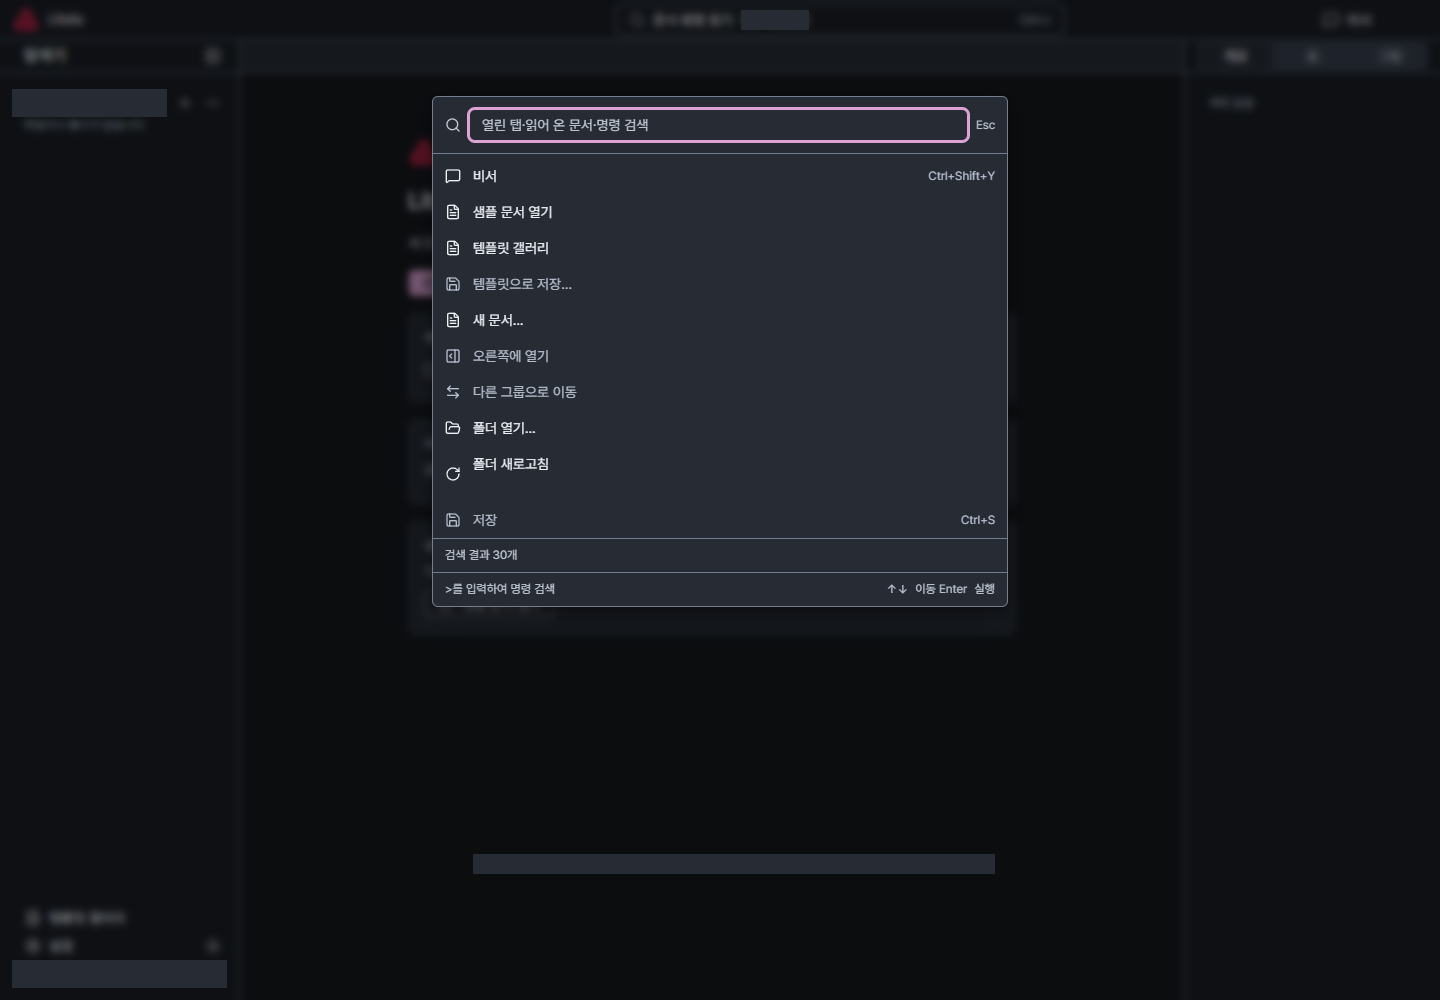 열린 탭·읽어 온 문서·명령 검색 Esc
비서 Ctrl+Shift+Y
샘플 문서 열기
템플릿 갤러리
템플릿으로 저장...
새 문서...
오른쪽에 열기
다른 그룹으로 이동
폴더 열기...
폴더 새로고침
저장 Ctrl+S
검색 결과 30개
>를 입력하여 명령 검색 ↑↓ 이동 Enter 실행